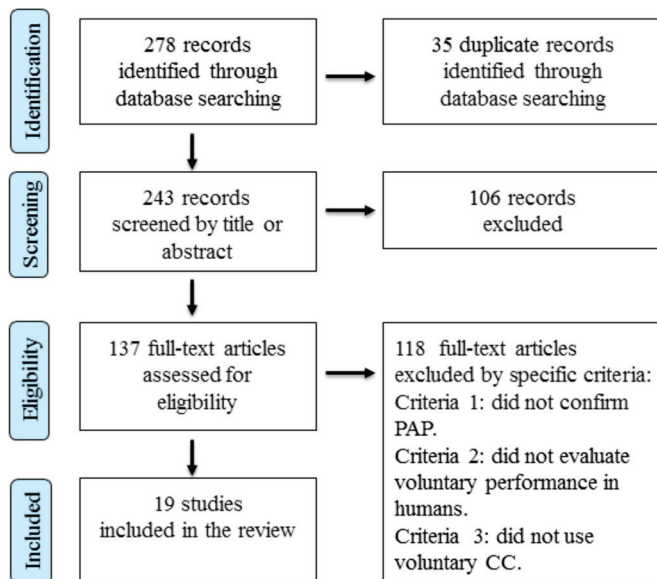 Identification
278 records
identified through
database searching
35 duplicate records
identified through
database searching
Screening
243 records
screened by title or
abstract
106 records
excluded
Eligibility
137 full-text articles
assessed for
eligibility
118 full-text articles
excluded by specific criteria:
Criteria 1: did not confirm
PAP.
Criteria 2: did not evaluate
voluntary performance in
humans.
Criteria 3: did not use
voluntary CC.
Included
19 studies
included in the review